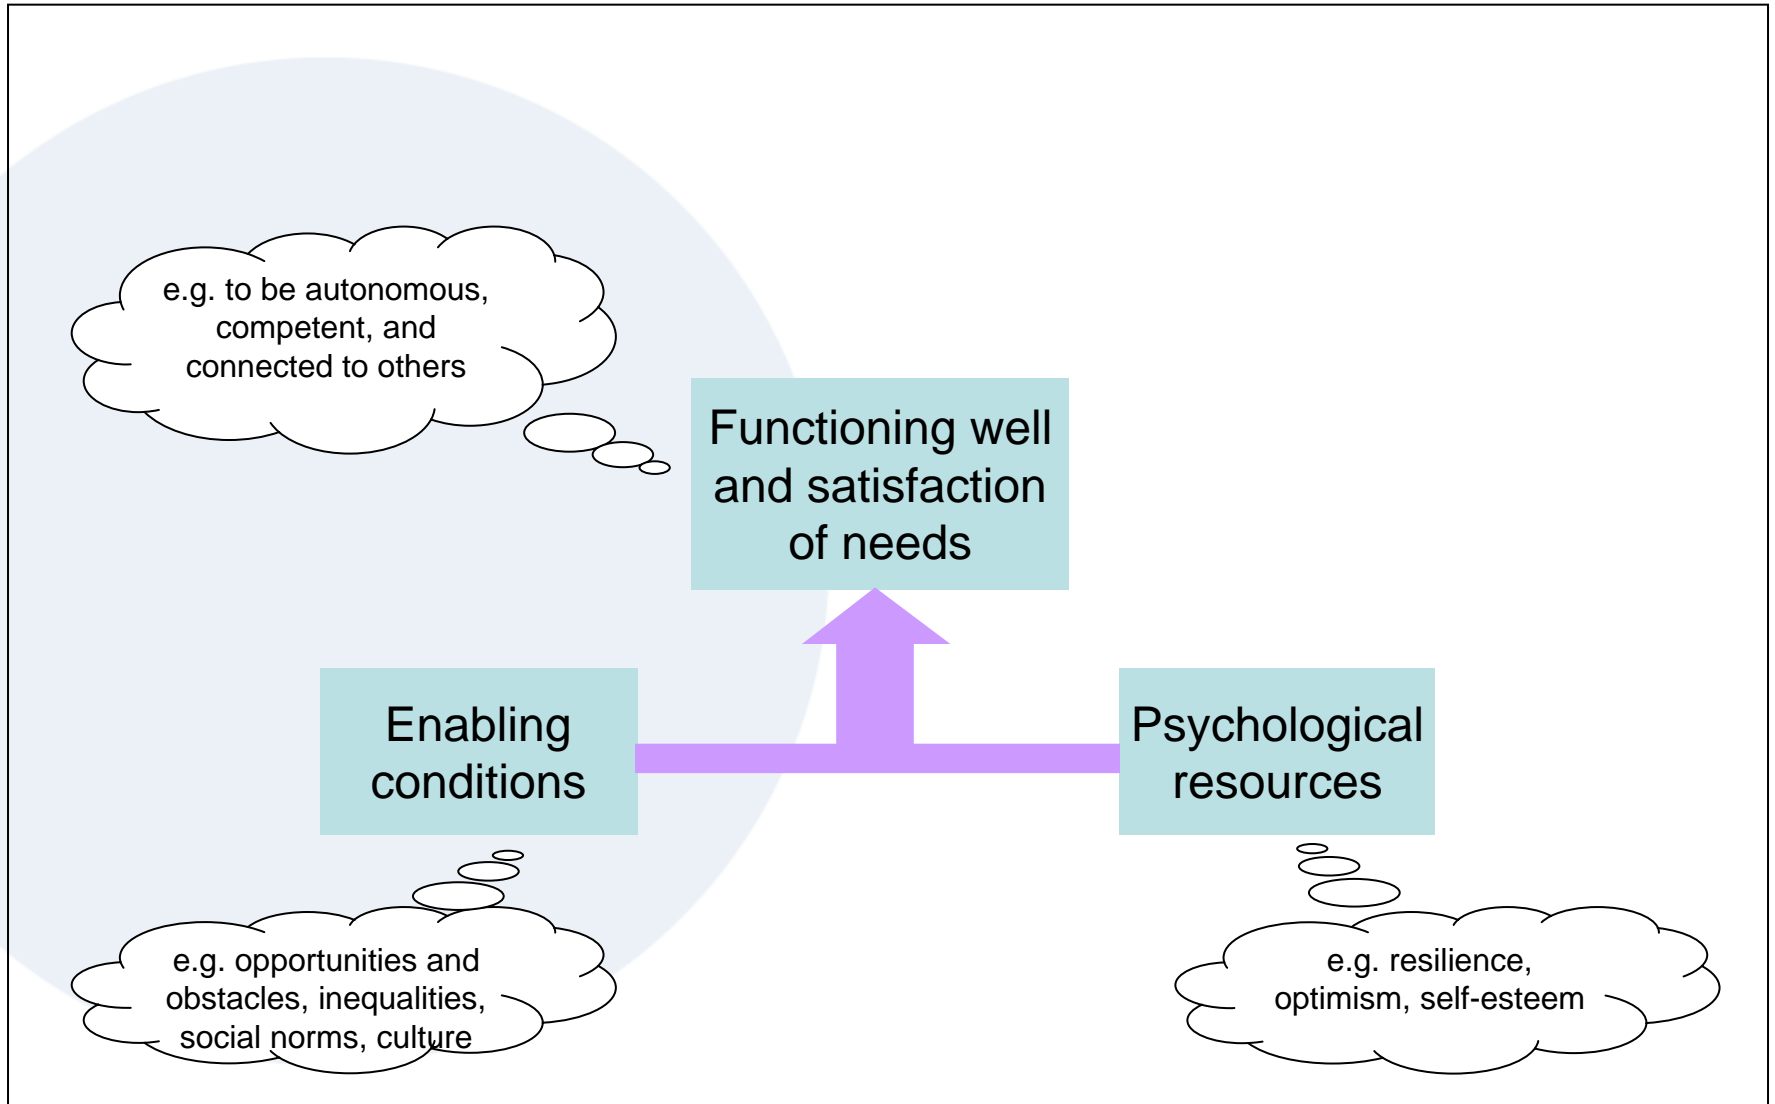 e.g. to be autonomous,
competent, and
connected to others
Functioning well
and satisfaction
of needs
Enabling
conditions
Psychological
resources
e.g. opportunities and
obstacles, inequalities,
social norms, culture
e.g. resilience,
optimism, self-esteem